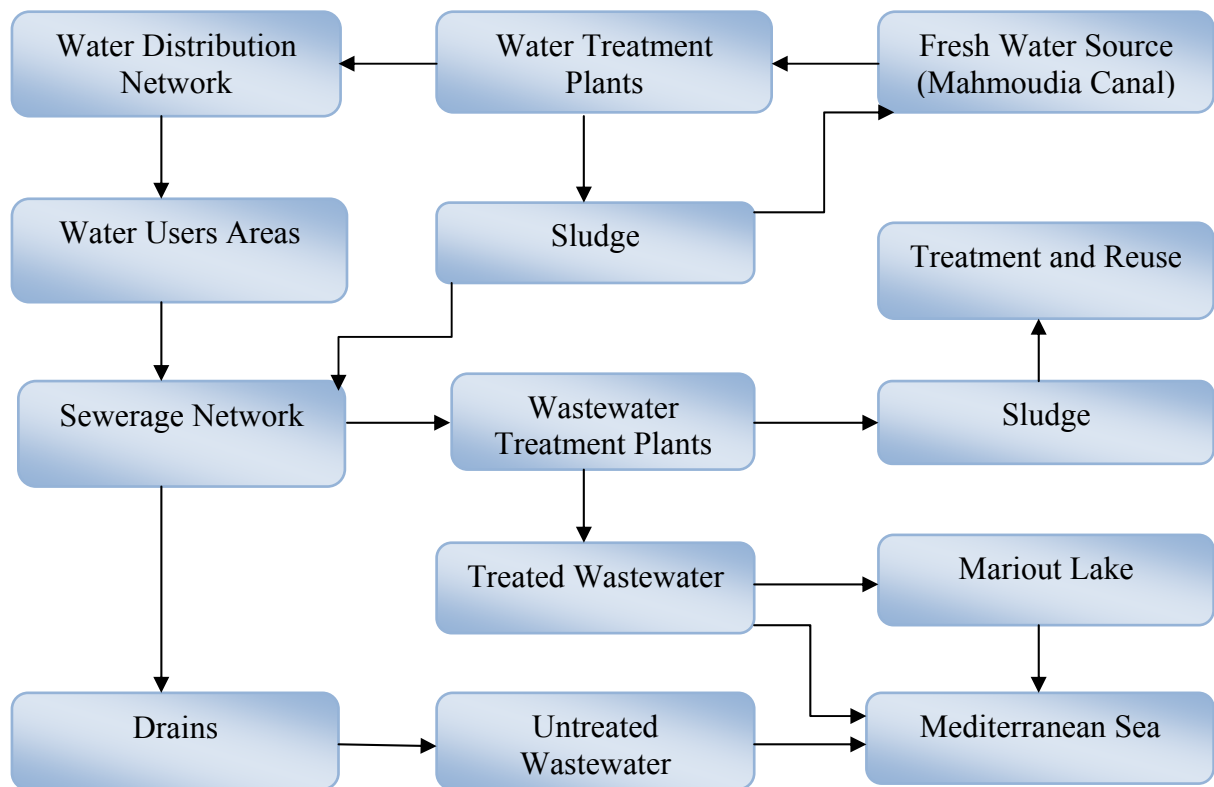 Water Distribution
Network
Water Treatment
Plants
Fresh Water Source
(Mahmoudia Canal)
Water Users Areas
Sludge
Treatment and Reuse
Sewerage Network
Wastewater
Treatment Plants
Sludge
Treated Wastewater
Mariout Lake
Drains
Untreated
Wastewater
Mediterranean Sea